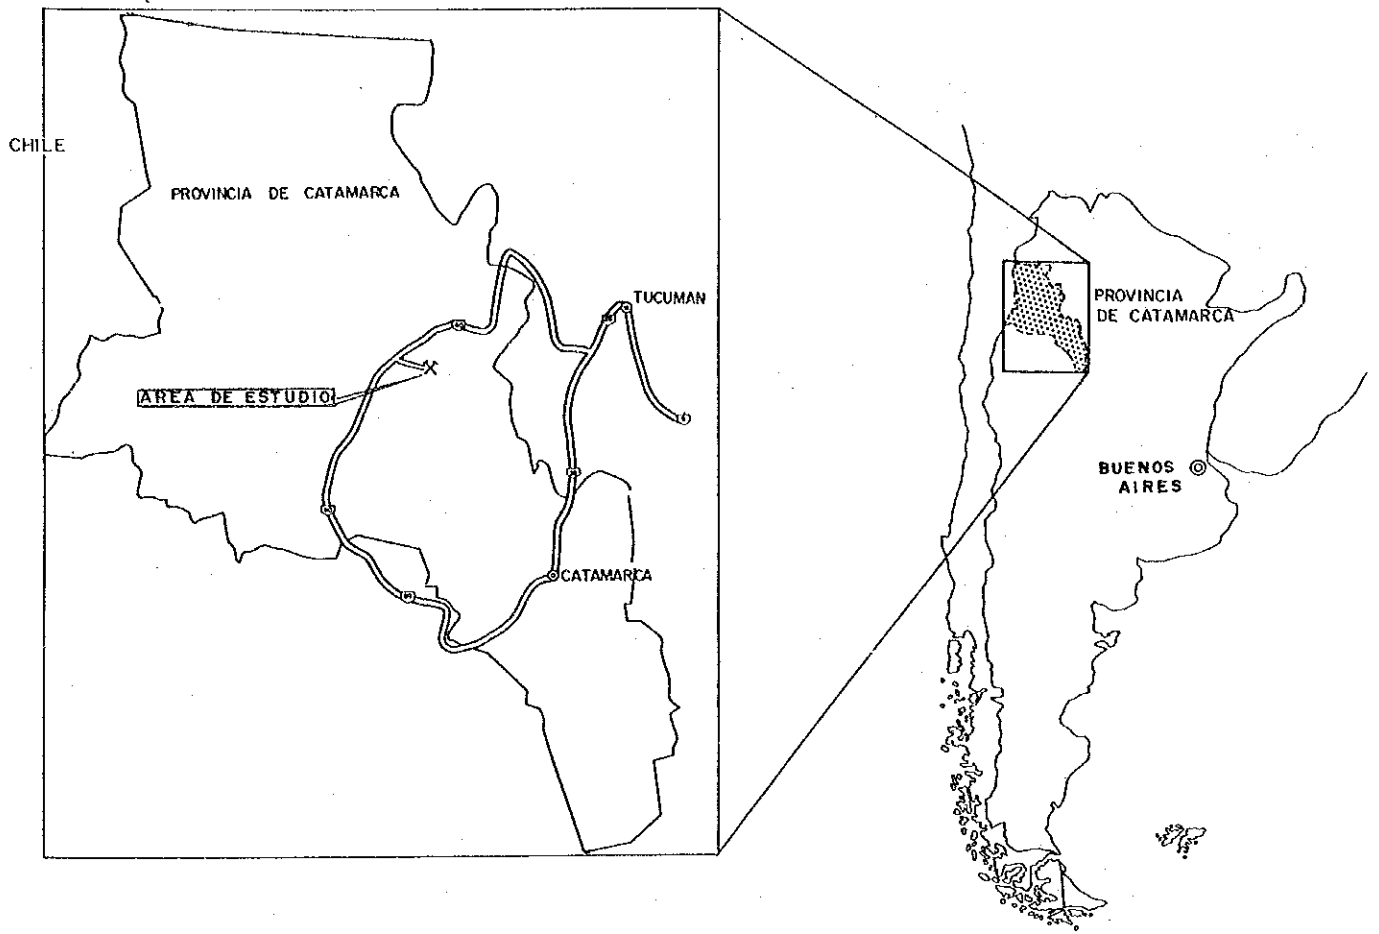 CHILE
PROVINCIA DE CATAMARCA
TUCUMAN
AREA DE ESTUDIO
CATAMARCA
PROVINCIA
DE CATAMARCA
BUENOS
AIRES